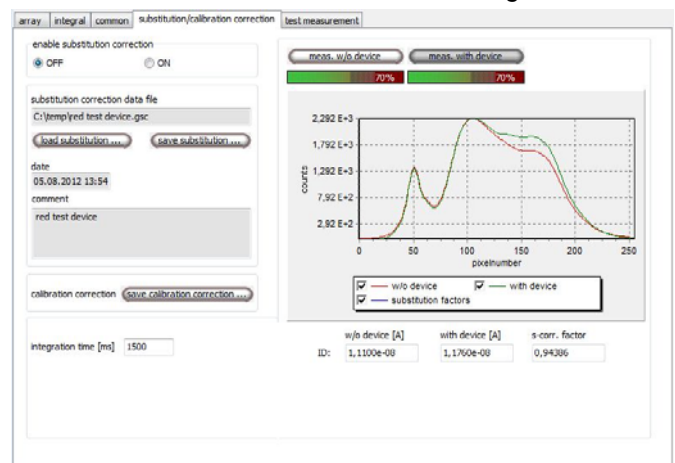 array integral common substitution/calibration correction test measurement
enable substitution correction
OFF ON
substitution correction data file
C:\temp\red test device.gsc
load substitution ... save substitution ...
date
05.08.2012 13:54
comment
red test device
calibration correction save calibration correction ...
integration time [ms] 1500
meas. w/o device meas. with device
70% 70%
2,292 E+3
1,792 E+3
1,292 E+3
7,92 E+2
2,92 E+2
counts
0 50 100 150 200 250
pixelnumber
w/o device with device
substitution factors
w/o device [A] with device [A] s-corr. factor
ID: 1,1100e-08 1,1760e-08 0,94386